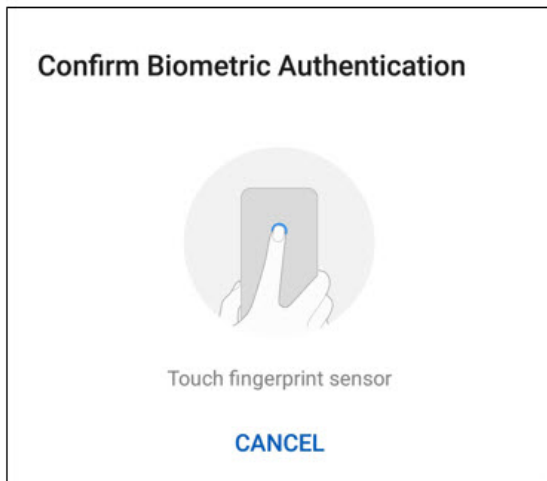 Confirm Biometric Authentication
Touch fingerprint sensor
CANCEL